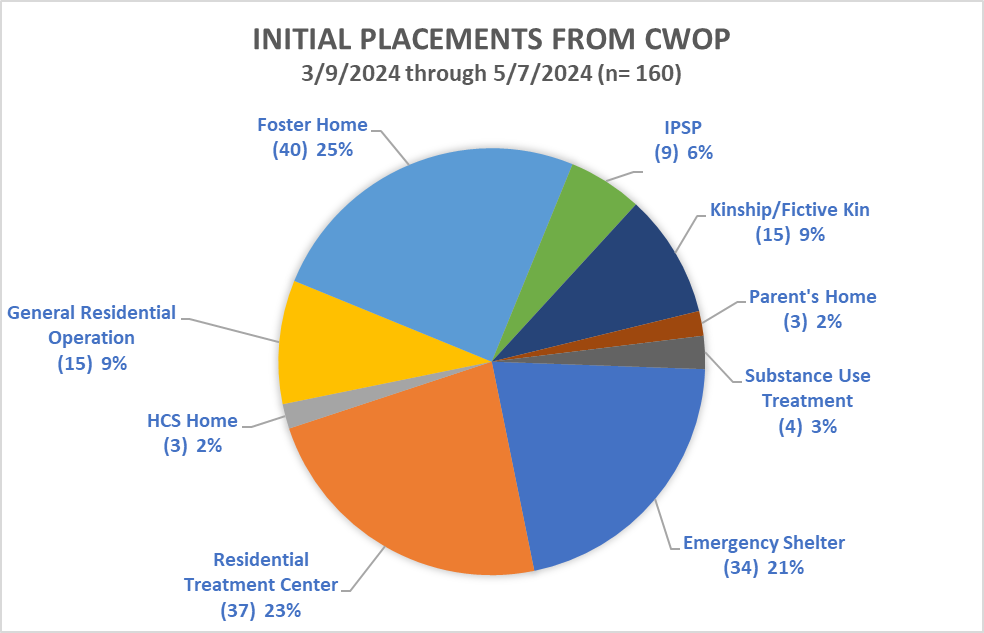 INITIAL PLACEMENTS FROM CWOP
3/9/2024 through 5/7/2024 (n= 160)
Foster Home
(40) 25%
IPSP
(9) 6%
Kinship/Fictive Kin
(15) 9%
Parent's Home
(3) 2%
Substance Use
Treatment
(4) 3%
Emergency Shelter
(34) 21%
Residential
Treatment Center
(37) 23%
HCS Home
(3) 2%
General Residential
Operation
(15) 9%